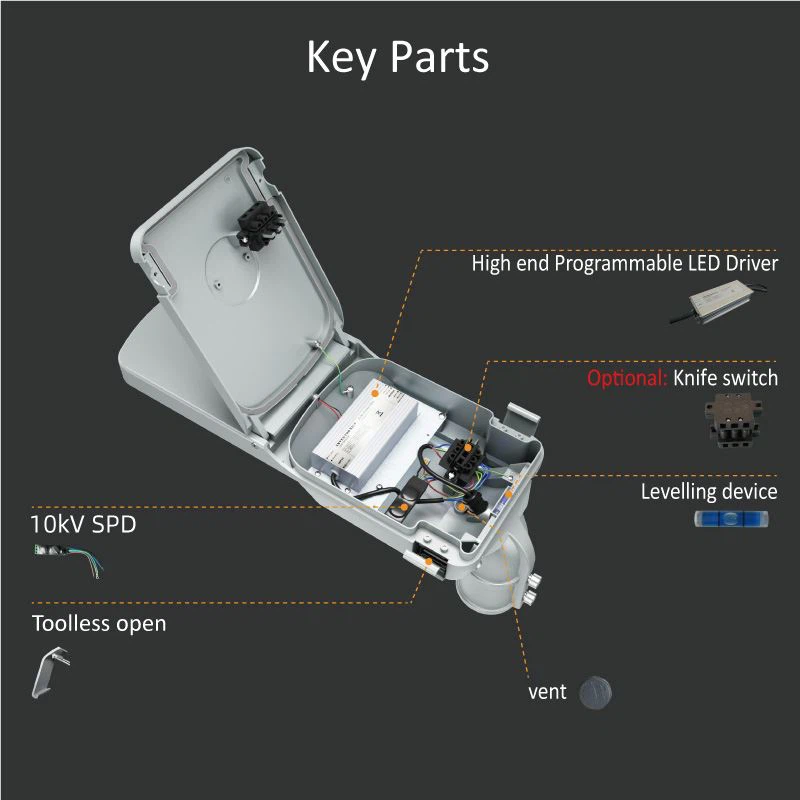 Key Parts
High end Programmable LED Driver
Optional: Knife switch
Levelling device
10kV SPD
Toolless open
vent